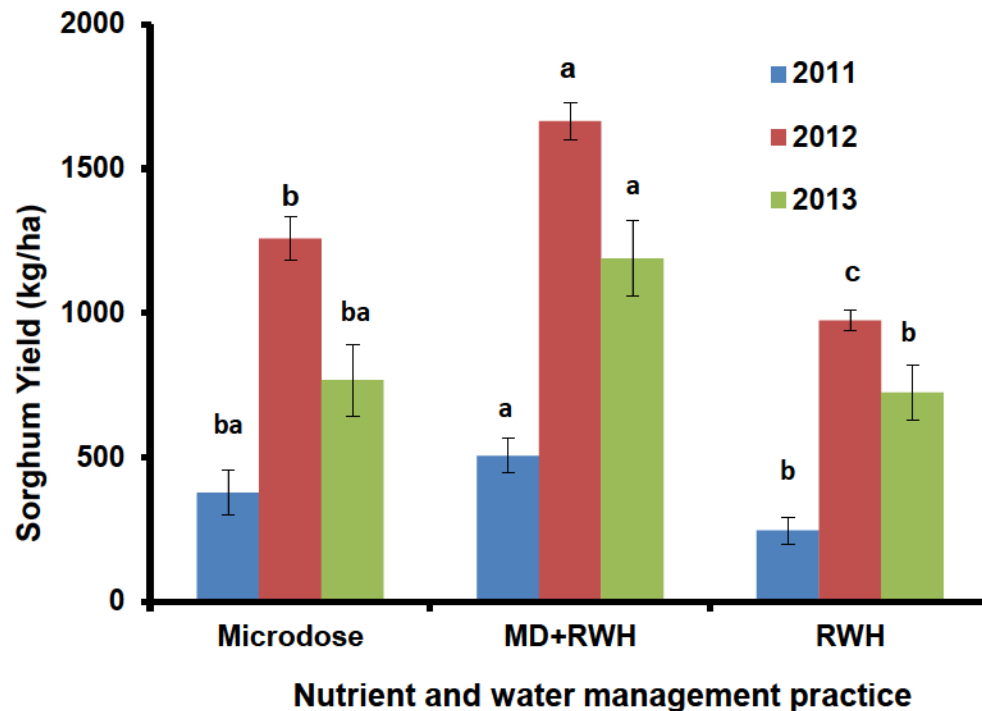 Sorghum Yield (kg/ha)
2000
1500
1000
500
0
2011
2012
2013
ba
b
ba
a
a
a
b
c
b
Microdose
MD+RWH
RWH
Nutrient and water management practice